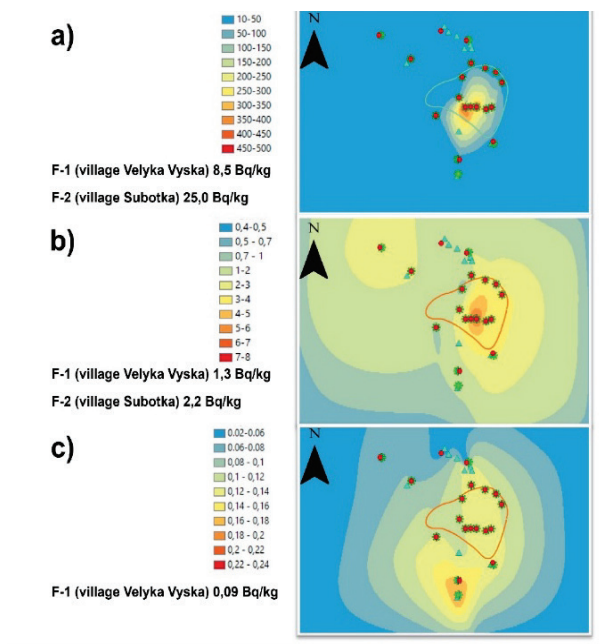 a)
10-50
50-100
100-150
150-200
200-250
250-300
300-350
350-400
400-450
450-500
F-1 (village Velyka Vyska) 8,5 Bq/kg
F-2 (village Subotka) 25,0 Bq/kg
N
b)
0,4-0,5
0,5 - 0,7
0,7 - 1
1-2
2-3
3-4
4-5
5-6
6-7
7-8
F-1 (village Velyka Vyska) 1,3 Bq/kg
F-2 (village Subotka) 2,2 Bq/kg
N
c)
0.02-0.06
0.06-0.08
0,08 - 0,1
0,1 - 0,12
0,12 - 0,14
0,14 - 0,16
0,16 - 0,18
0,18 - 0,2
0,2 - 0,22
0,22 - 0,24
F-1 (village Velyka Vyska) 0,09 Bq/kg
N